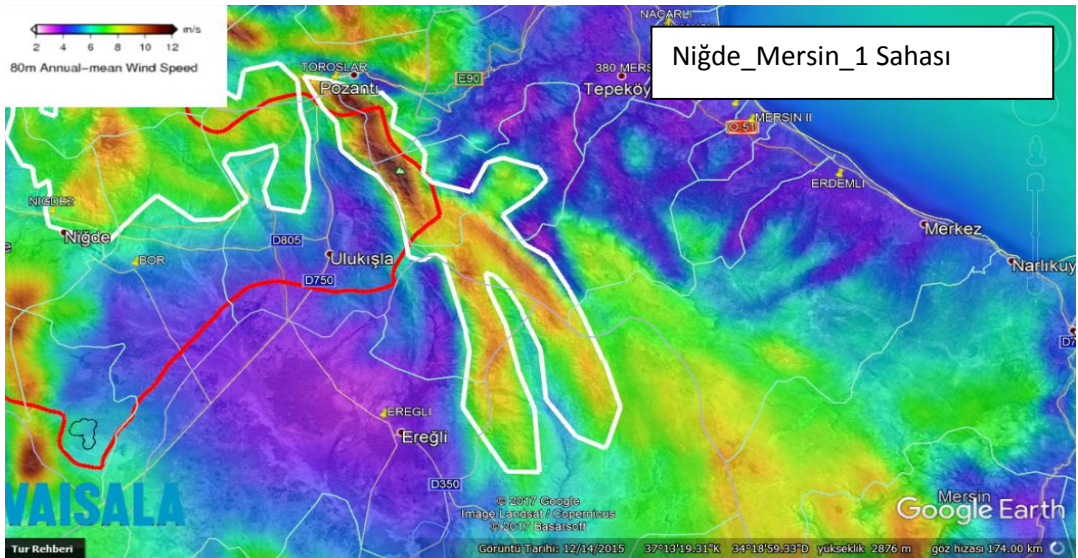 m/s
2 4 6 8 10 12
80m Annual-mean Wind Speed
Niğde_Mersin_1 Sahası
NAÇARLI
TOROSLAR
Pozantı
E90
380 MERS
Tepeköy
O-51
MERSIN II
ERDEMLI
NIGDE2
Niğde
BOR
D805
Ulukışla
D750
Merkez
Narlıkuy
D7
EREGLI
Ereğli
D350
VAISALA
© 2017 Google
Image Landsat / Copernicus
© 2017 Basarsoft
Mersin
Google Earth
Tur Rehberi
Görüntü Tarihi: 12/14/2015 37°13'19.31"K 34°18'59.33"D yükseklik 2876 m göz hizası 174.00 km